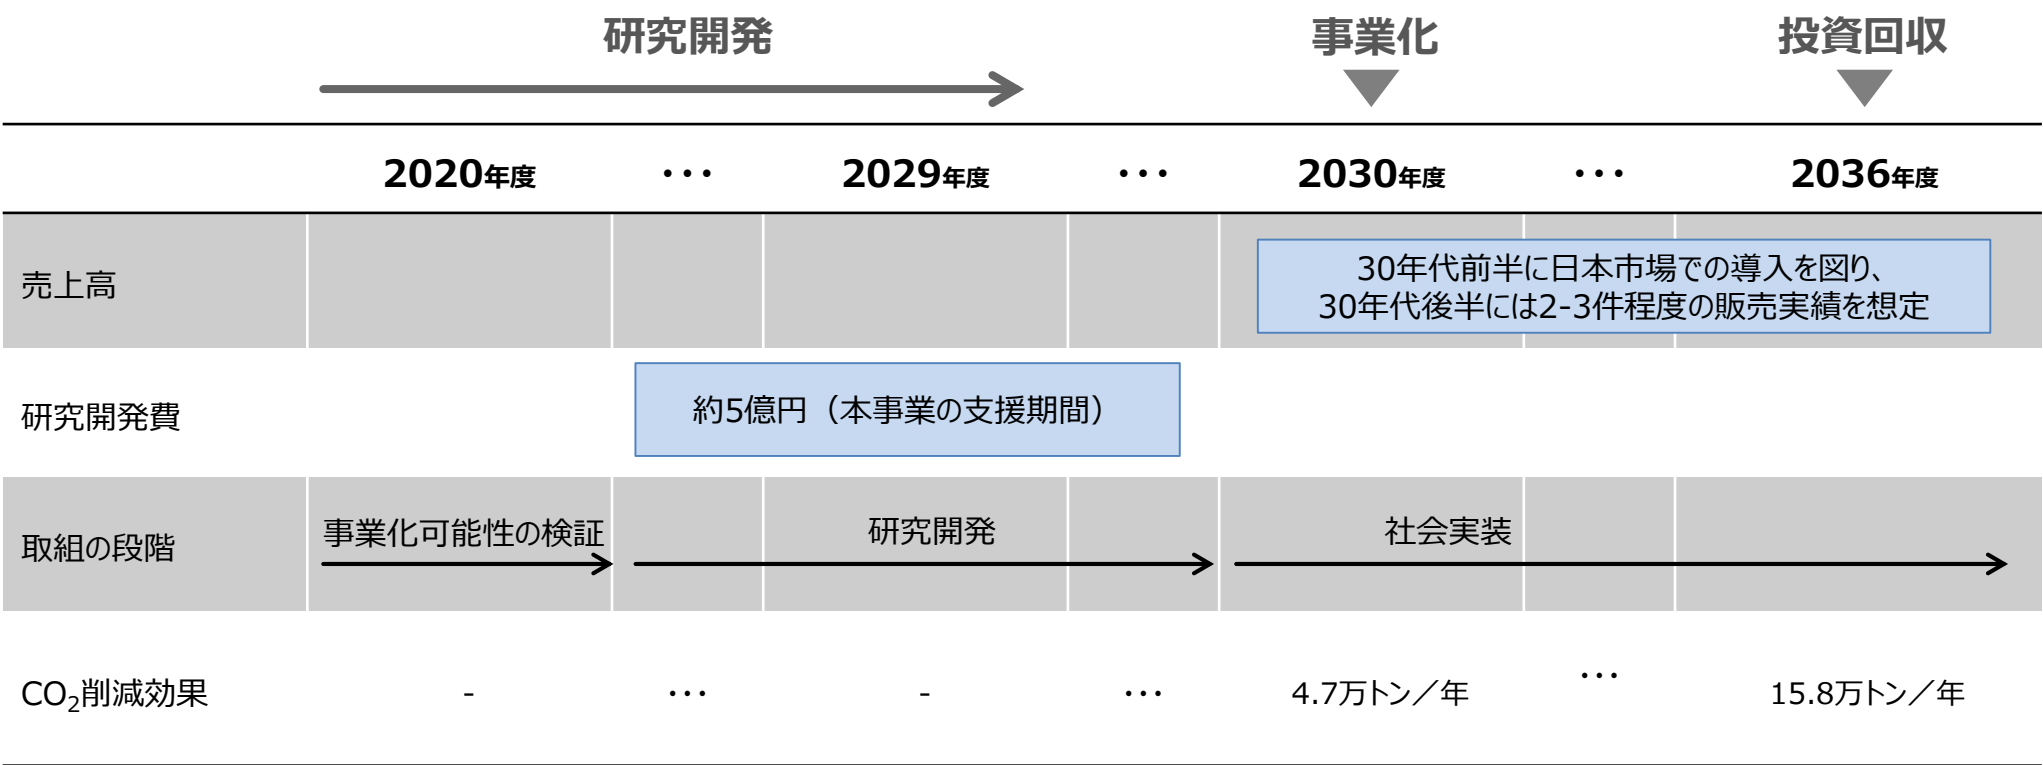 研究開発 事業化 投資回収
2020年度 ・・・ 2029年度 ・・・ 2030年度 ・・・ 2036年度
売上高
30年代前半に日本市場での導入を図り、
30年代後半には2-3件程度の販売実績を想定
研究開発費
約5億円（本事業の支援期間）
取組の段階
事業化可能性の検証 研究開発 社会実装
CO₂削減効果 - ・・・ - ・・・ 4.7万トン／年 ・・・ 15.8万トン／年